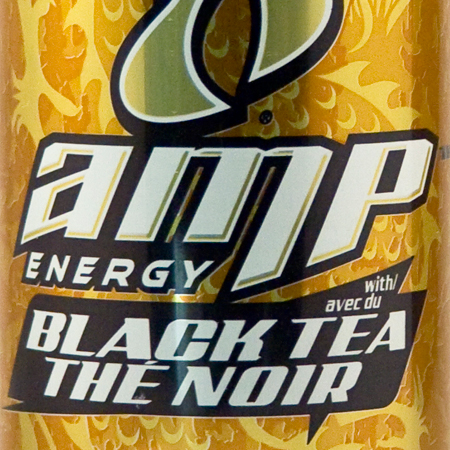 amp
ENERGY
with/
avec du
BLACK TEA
THÉ NOIR